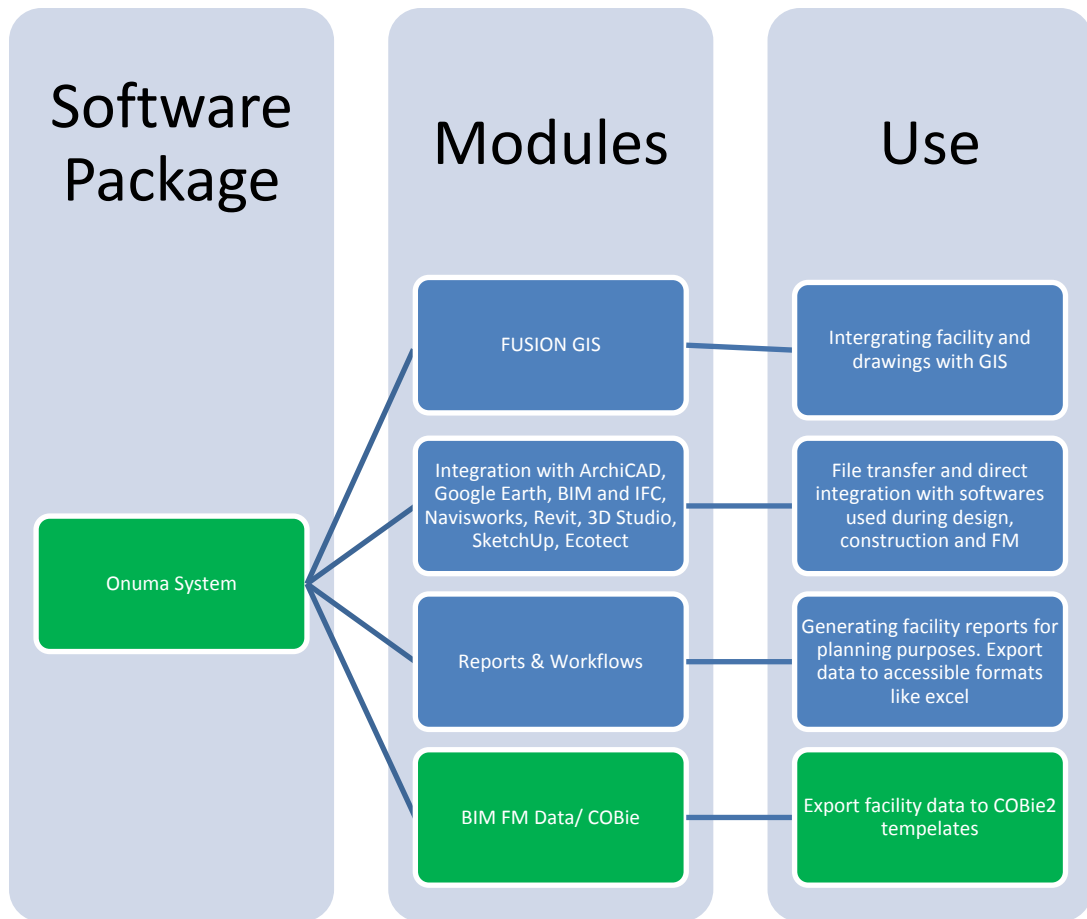 Software
Package
Modules
Use
FUSION GIS
Intergrating facility and
drawings with GIS
Integration with ArchiCAD,
Google Earth, BIM and IFC,
Navisworks, Revit, 3D Studio,
SketchUp, Ecotect
File transfer and direct
integration with softwares
used during design,
construction and FM
Onuma System
Reports & Workflows
Generating facility reports for
planning purposes. Export
data to accessible formats
like excel
BIM FM Data/ COBie
Export facility data to COBie2
tempelates